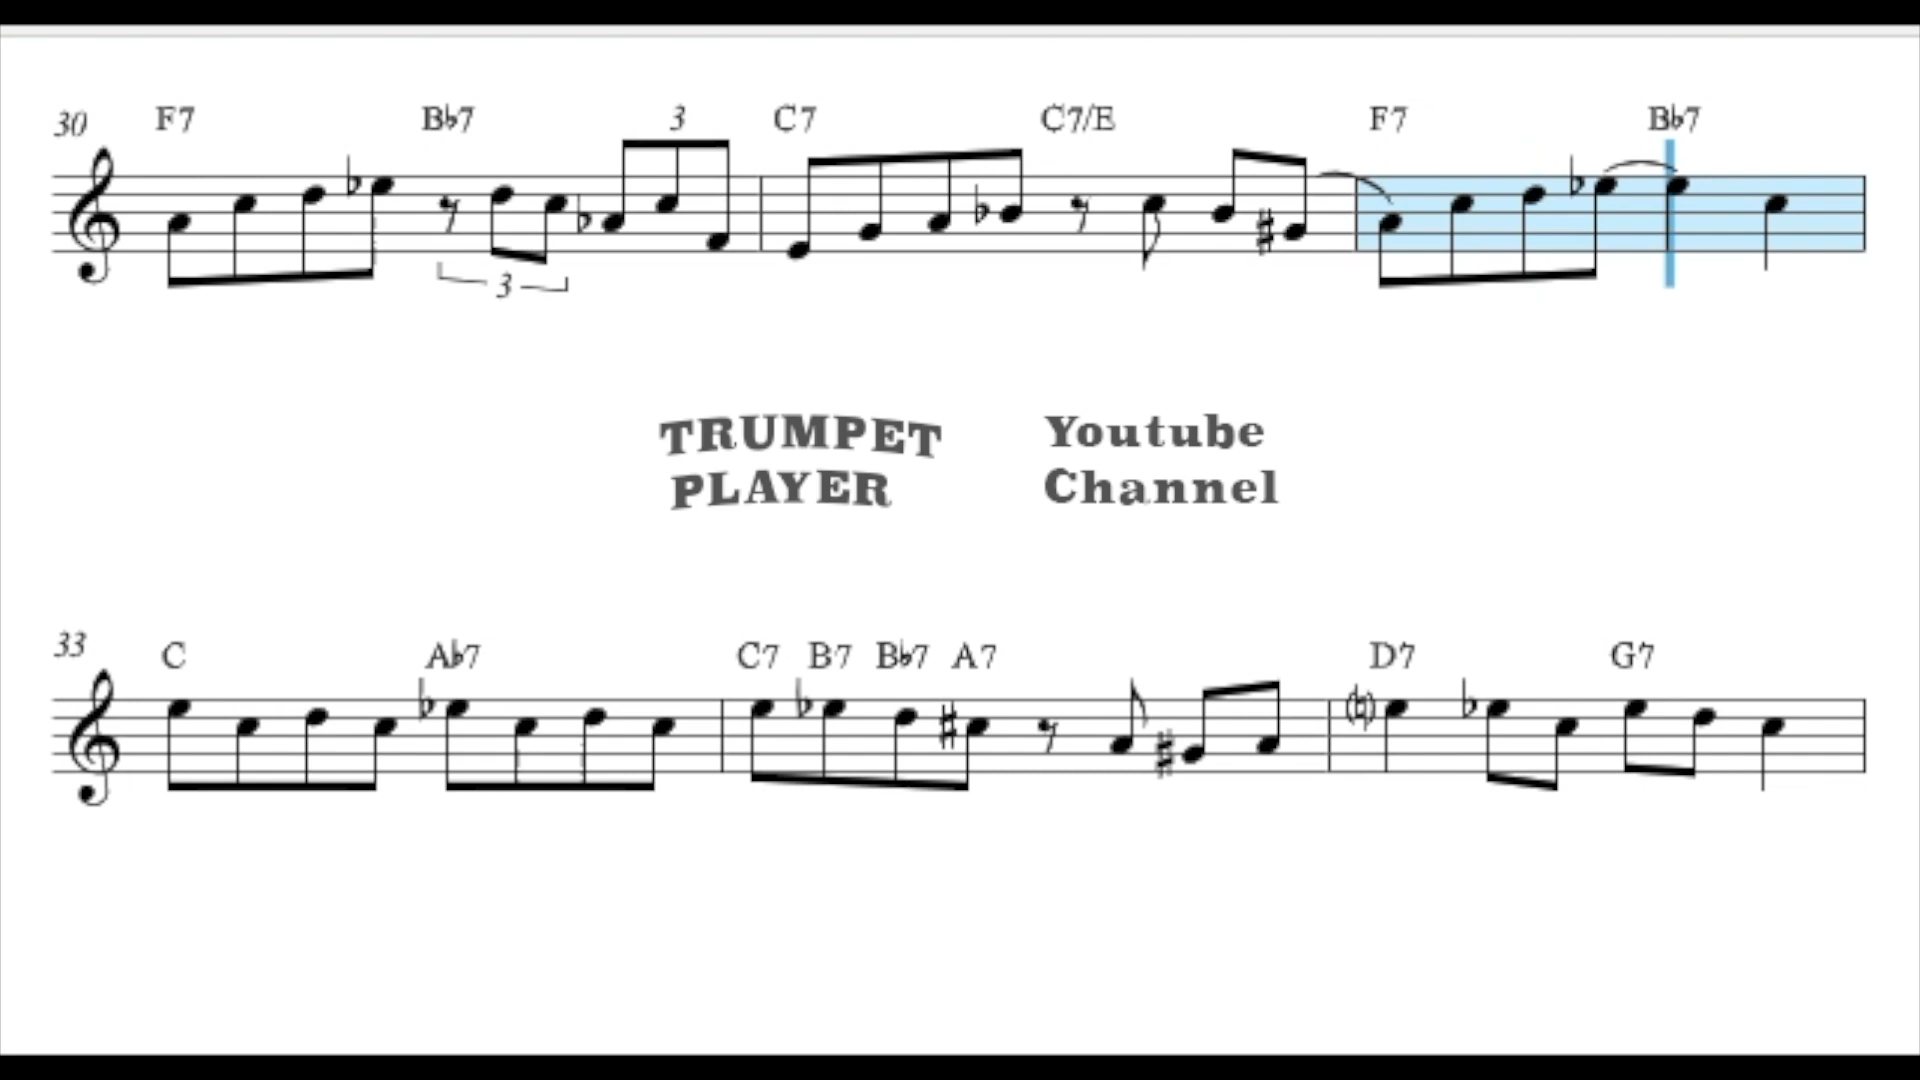 30 F7 B♭7 3 C7 C7/E F7 B♭7
3
TRUMPET Youtube
PLAYER Channel
33 C A♭7 C7 B7 B♭7 A7 D7 G7